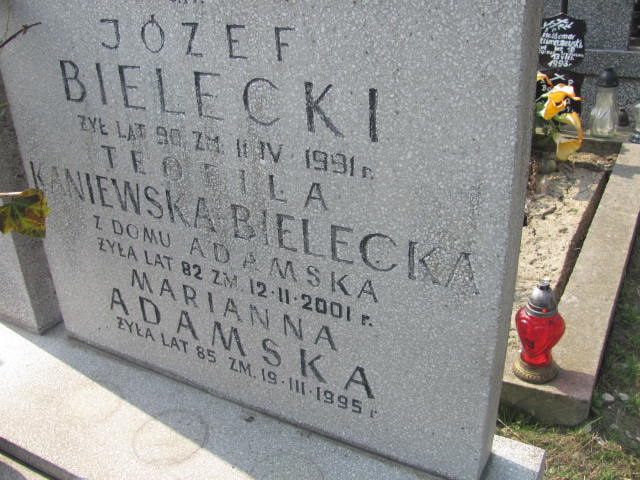 JÓZEF
BIELECKI
ŻYŁ LAT 90 ZM. 11 IV 1991 r.
TEOFILA
KANIEWSKA-BIELECKA
Z DOMU ADAMSKA
ŻYŁA LAT 82 ZM. 12-11-2001 r.
MARIANNA
ADAMSKA
ŻYŁA LAT 85 ZM. 19-III-1995 r.